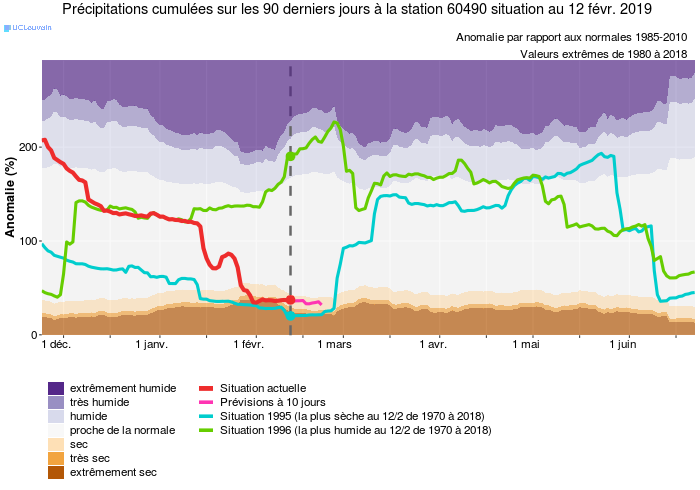 Précipitations cumulées sur les 90 derniers jours à la station 60490 situation au 12 févr. 2019
UCLouvain
Anomalie par rapport aux normales 1985-2010
Valeurs extrêmes de 1980 à 2018
Anomalie (%)
200
100
0
1 déc. 1 janv. 1 févr. 1 mars 1 avr. 1 mai 1 juin
extrêmement humide
très humide
humide
proche de la normale
sec
très sec
extrêmement sec
Situation actuelle
Prévisions à 10 jours
Situation 1995 (la plus sèche au 12/2 de 1970 à 2018)
Situation 1996 (la plus humide au 12/2 de 1970 à 2018)